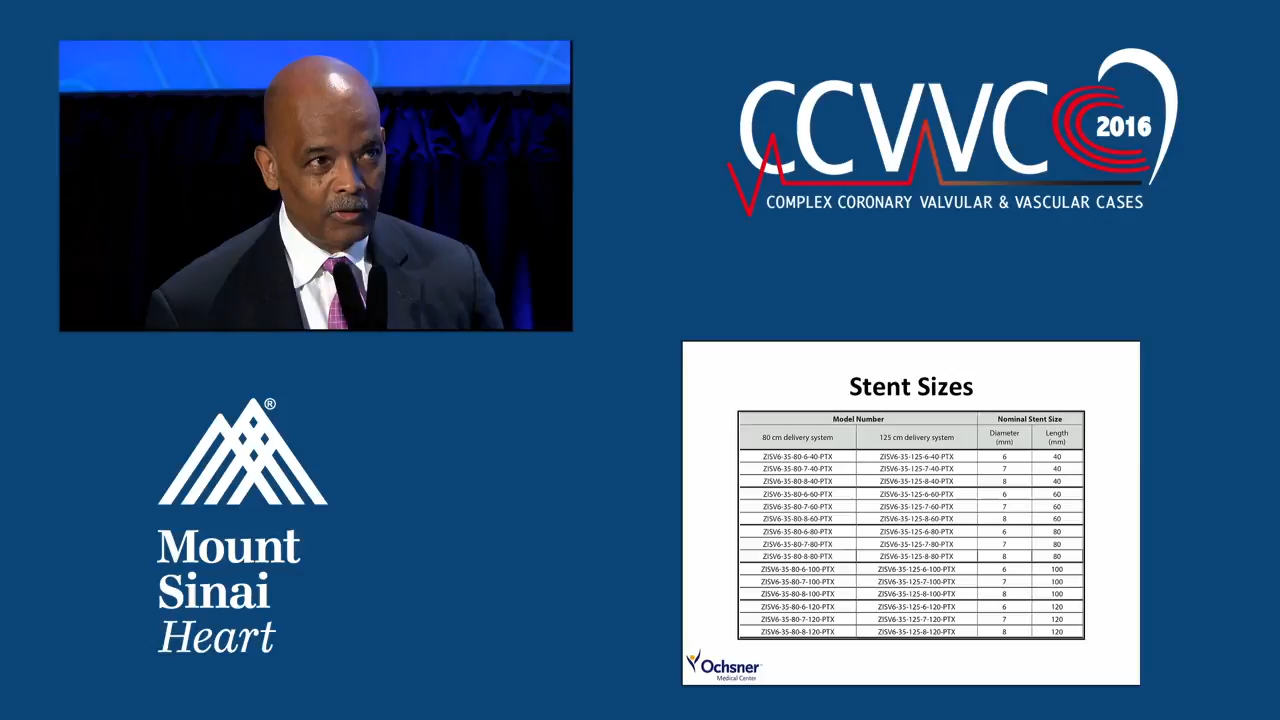 CCVVC
2016
COMPLEX CORONARY VALVULAR & VASCULAR CASES
®
Mount
Sinai
Heart
Stent Sizes
Model Number Nominal Stent Size
80 cm delivery system 125 cm delivery system Diameter (mm) Length (mm)
ZISV6-35-80-6-40-PTX ZISV6-35-125-6-40-PTX 6 40
ZISV6-35-80-7-40-PTX ZISV6-35-125-7-40-PTX 7 40
ZISV6-35-80-8-40-PTX ZISV6-35-125-8-40-PTX 8 40
ZISV6-35-80-6-60-PTX ZISV6-35-125-6-60-PTX 6 60
ZISV6-35-80-7-60-PTX ZISV6-35-125-7-60-PTX 7 60
ZISV6-35-80-8-60-PTX ZISV6-35-125-8-60-PTX 8 60
ZISV6-35-80-6-80-PTX ZISV6-35-125-6-80-PTX 6 80
ZISV6-35-80-7-80-PTX ZISV6-35-125-7-80-PTX 7 80
ZISV6-35-80-8-80-PTX ZISV6-35-125-8-80-PTX 8 80
ZISV6-35-80-6-100-PTX ZISV6-35-125-6-100-PTX 6 100
ZISV6-35-80-7-100-PTX ZISV6-35-125-7-100-PTX 7 100
ZISV6-35-80-8-100-PTX ZISV6-35-125-8-100-PTX 8 100
ZISV6-35-80-6-120-PTX ZISV6-35-125-6-120-PTX 6 120
ZISV6-35-80-7-120-PTX ZISV6-35-125-7-120-PTX 7 120
ZISV6-35-80-8-120-PTX ZISV6-35-125-8-120-PTX 8 120
Ochsner
Medical Center